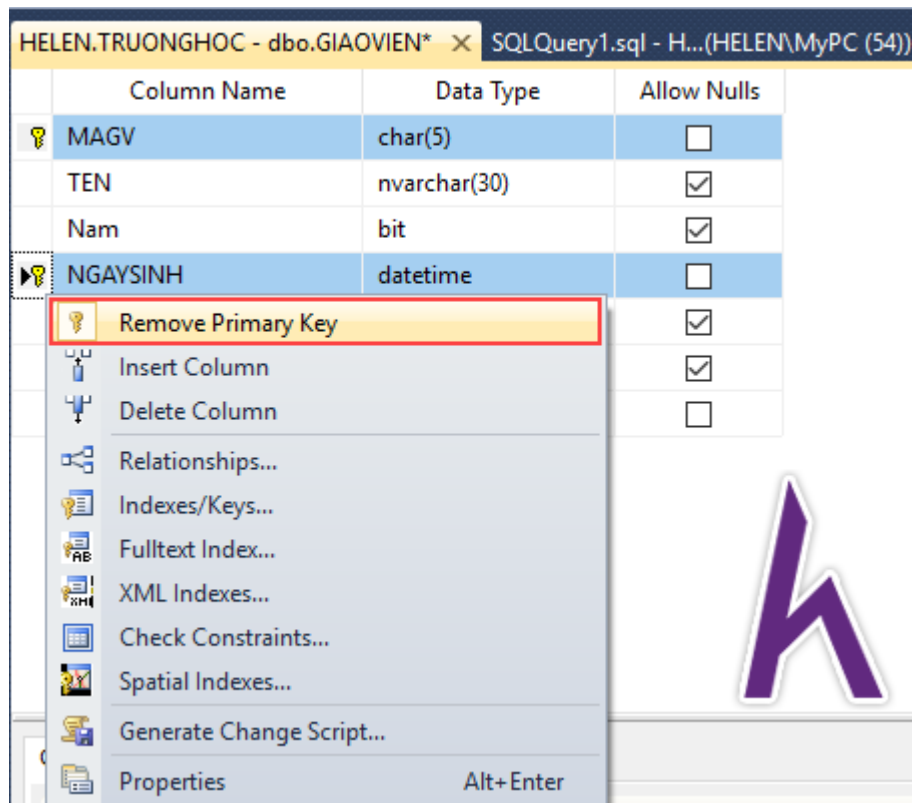 HELEN.TRUONGHOC - dbo.GIAOVIEN* × SQLQuery1.sql - H...(HELEN\MyPC (54))
Column Name Data Type Allow Nulls
MAGV char(5)
TEN nvarchar(30)
Nam bit
NGAYSINH datetime
Remove Primary Key
Insert Column
Delete Column
Relationships...
Indexes/Keys...
Fulltext Index...
XML Indexes...
Check Constraints...
Spatial Indexes...
Generate Change Script...
Properties Alt+Enter
h